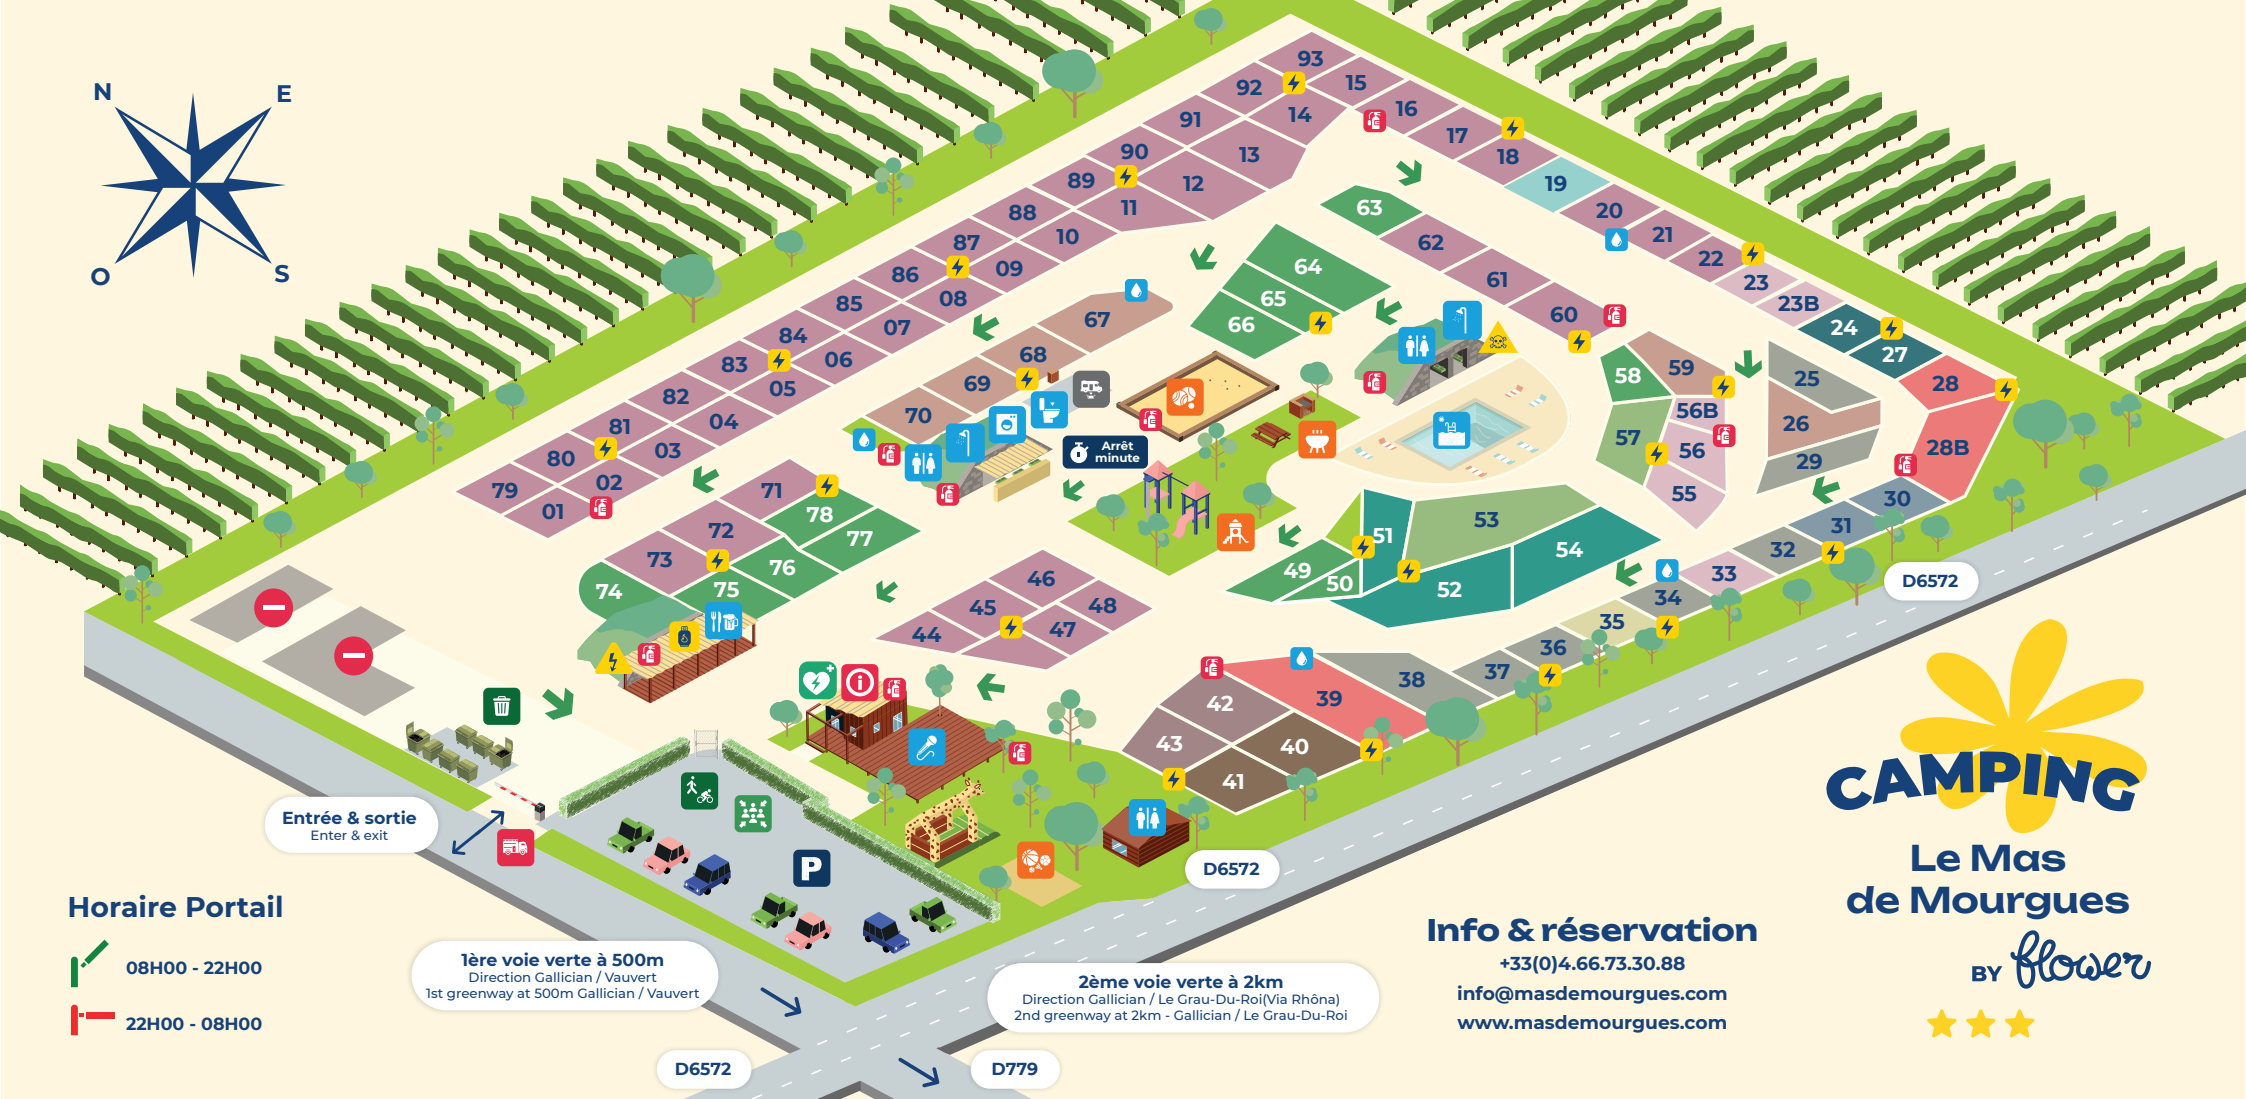 N
E
O
S
93
92
15
14
16
91
17
90
13
18
89
12
19
88
11
20
63
87
10
62
21
86
09
64
22
61
23
85
08
65
23B
84
07
67
66
60
24
83
06
68
27
82
05
69
59
58
25
28
81
04
70
56B
26
57
80
03
56
28B
29
79
02
71
55
30
01
78
72
77
51
53
31
73
76
54
32
74
75
49
50
52
33
46
34
45
48
35
44
47
36
37
38
42
39
43
40
41
Arrêt
minute
P
D6572
D6572
D6572
D779
Entrée & sortie
Enter & exit
Horaire Portail
08H00 - 22H00
22H00 - 08H00
1ère voie verte à 500m
Direction Gallician / Vauvert
1st greenway at 500m Gallician / Vauvert
2ème voie verte à 2km
Direction Gallician / Le Grau-Du-Roi(Via Rhôna)
2nd greenway at 2km - Gallician / Le Grau-Du-Roi
Info & réservation
+33(0)4.66.73.30.88
info@masdemourgues.com
www.masdemourgues.com
CAMPING
Le Mas
de Mourgues
BY flower